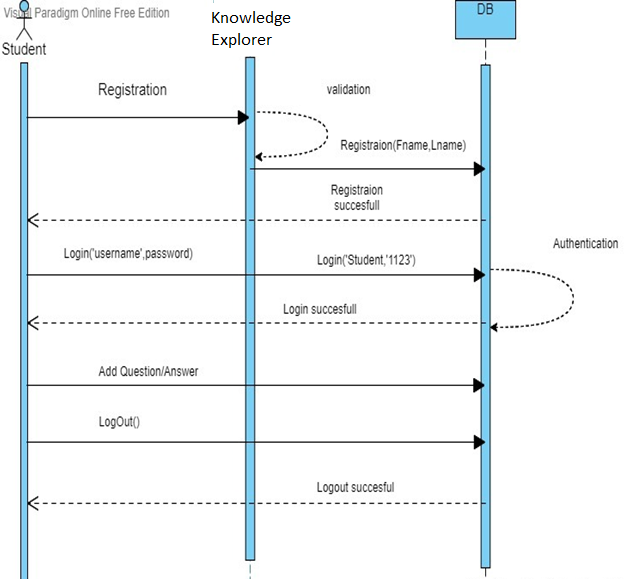 Visual Paradigm Online Free Edition
Student
Knowledge
Explorer
DB
Registration
validation
Registraion(Fname,Lname)
Registraion
succesfull
Login('username',password)
Login('Student,'1123')
Authentication
Login succesfull
Add Question/Answer
LogOut()
Logout succesful